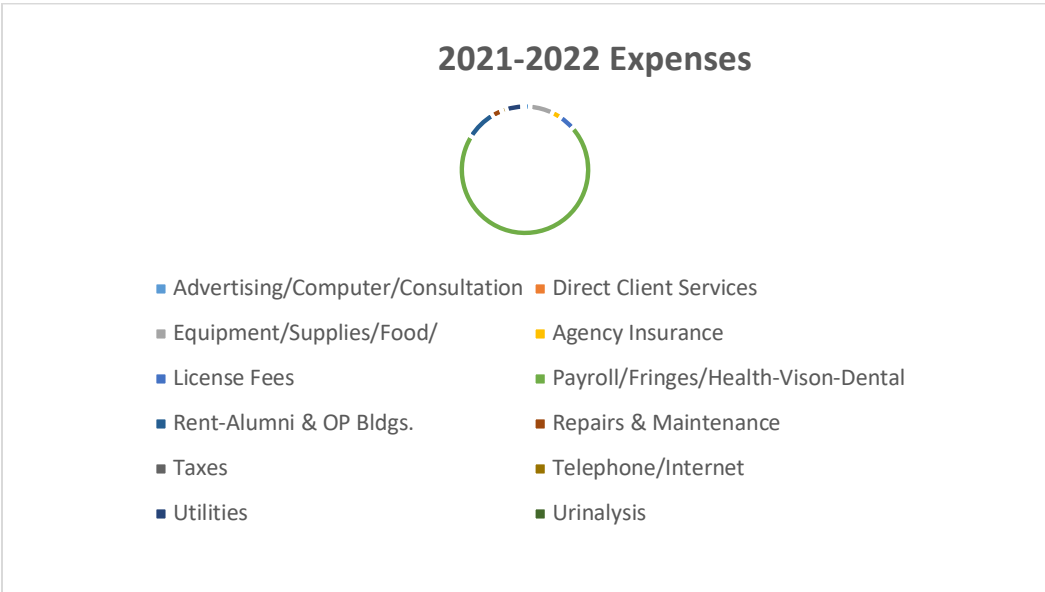 2021-2022 Expenses
Advertising/Computer/Consultation Direct Client Services
Equipment/Supplies/Food/ Agency Insurance
License Fees Payroll/Fringes/Health-Vison-Dental
Rent-Alumni & OP Bldgs. Repairs & Maintenance
Taxes Telephone/Internet
Utilities Urinalysis